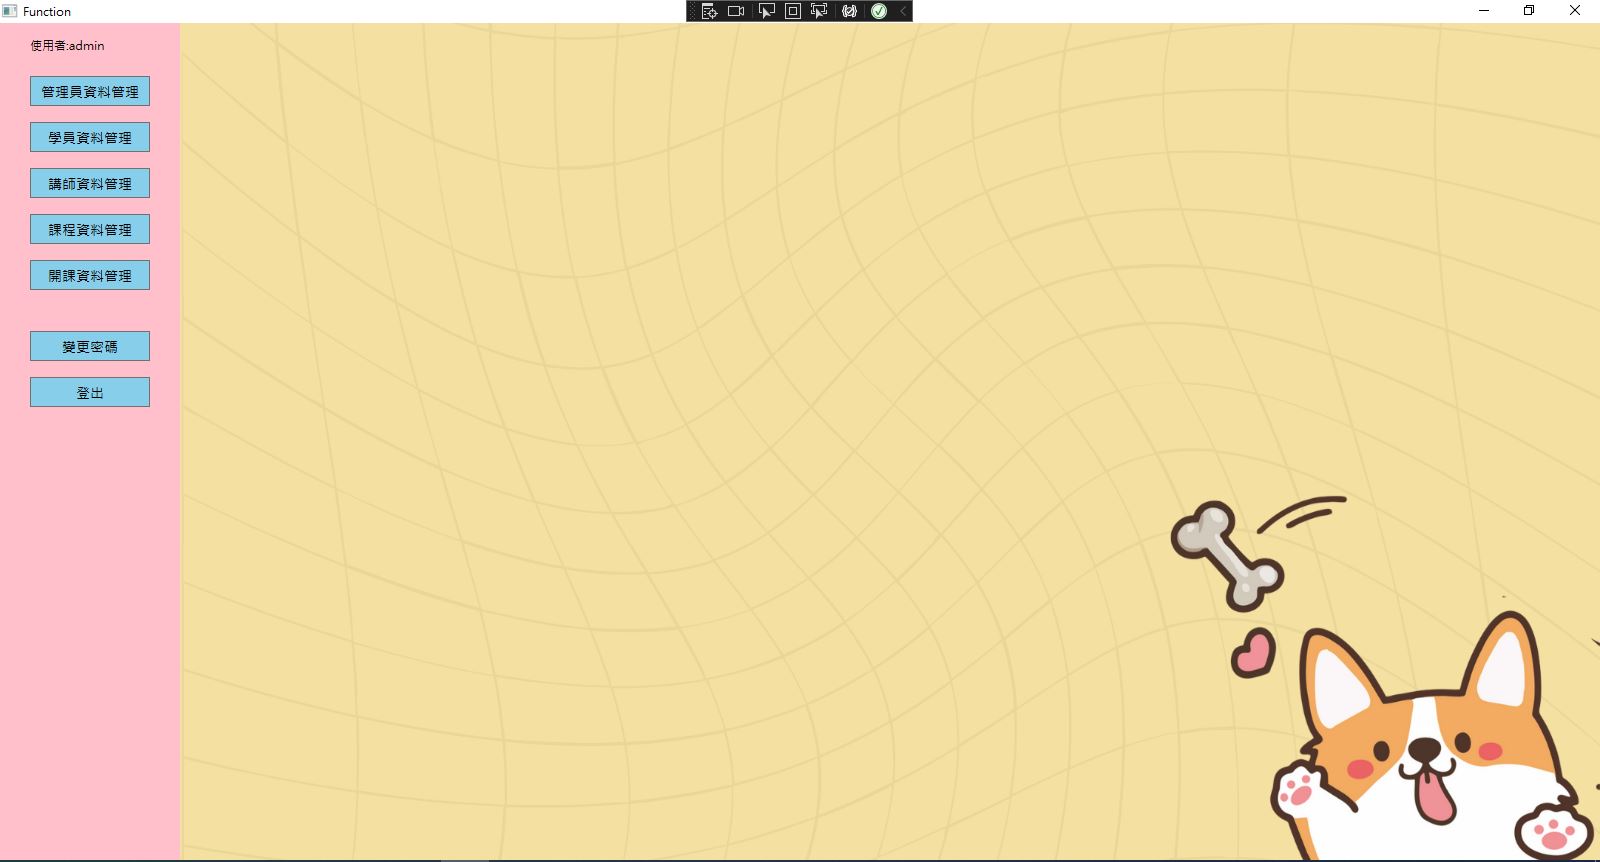 Function
使用者:admin
管理員資料管理
學員資料管理
講師資料管理
課程資料管理
開課資料管理
變更密碼
登出